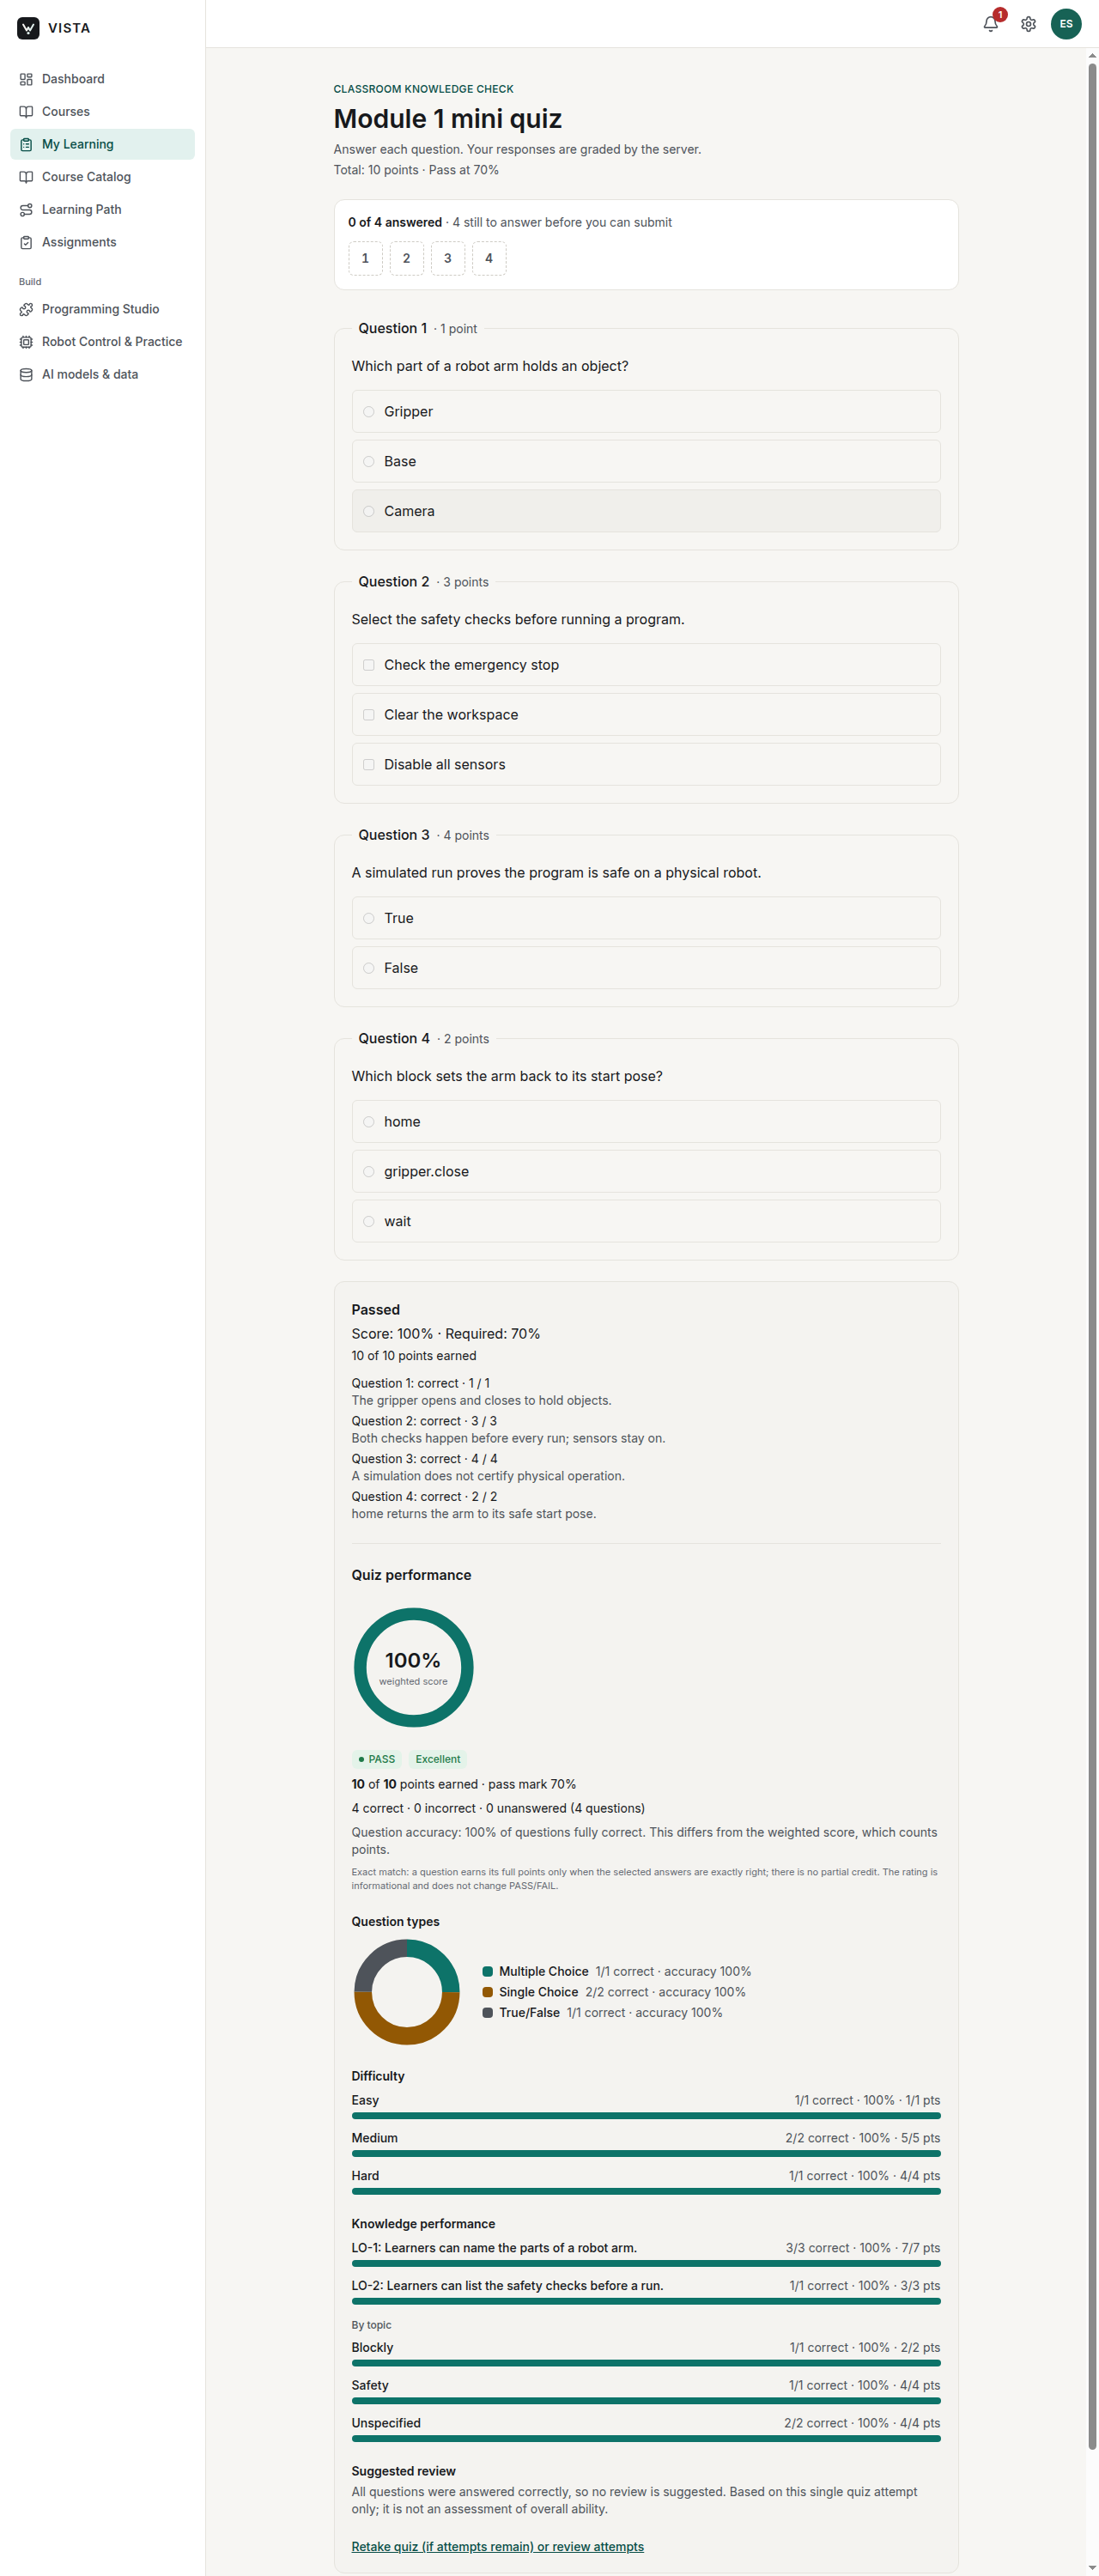 VISTA
1
ES
Dashboard
Courses
My Learning
Course Catalog
Learning Path
Assignments
Build
Programming Studio
Robot Control & Practice
AI models & data
CLASSROOM KNOWLEDGE CHECK
Module 1 mini quiz
Answer each question. Your responses are graded by the server.
Total: 10 points · Pass at 70%
0 of 4 answered · 4 still to answer before you can submit
1 2 3 4
Question 1 · 1 point
Which part of a robot arm holds an object?
Gripper
Base
Camera
Question 2 · 3 points
Select the safety checks before running a program.
Check the emergency stop
Clear the workspace
Disable all sensors
Question 3 · 4 points
A simulated run proves the program is safe on a physical robot.
True
False
Question 4 · 2 points
Which block sets the arm back to its start pose?
home
gripper.close
wait
Passed
Score: 100% · Required: 70%
10 of 10 points earned
Question 1: correct · 1 / 1
The gripper opens and closes to hold objects.
Question 2: correct · 3 / 3
Both checks happen before every run; sensors stay on.
Question 3: correct · 4 / 4
A simulation does not certify physical operation.
Question 4: correct · 2 / 2
home returns the arm to its safe start pose.
Quiz performance
100%
weighted score
PASS Excellent
10 of 10 points earned · pass mark 70%
4 correct · 0 incorrect · 0 unanswered (4 questions)
Question accuracy: 100% of questions fully correct. This differs from the weighted score, which counts
points.
Exact match: a question earns its full points only when the selected answers are exactly right; there is no partial credit. The rating is
informational and does not change PASS/FAIL.
Question types
Multiple Choice 1/1 correct · accuracy 100%
Single Choice 2/2 correct · accuracy 100%
True/False 1/1 correct · accuracy 100%
Difficulty
Easy 1/1 correct · 100% · 1/1 pts
Medium 2/2 correct · 100% · 5/5 pts
Hard 1/1 correct · 100% · 4/4 pts
Knowledge performance
LO-1: Learners can name the parts of a robot arm. 3/3 correct · 100% · 7/7 pts
LO-2: Learners can list the safety checks before a run. 1/1 correct · 100% · 3/3 pts
By topic
Blockly 1/1 correct · 100% · 2/2 pts
Safety 1/1 correct · 100% · 4/4 pts
Unspecified 2/2 correct · 100% · 4/4 pts
Suggested review
All questions were answered correctly, so no review is suggested. Based on this single quiz attempt
only; it is not an assessment of overall ability.
Retake quiz (if attempts remain) or review attempts